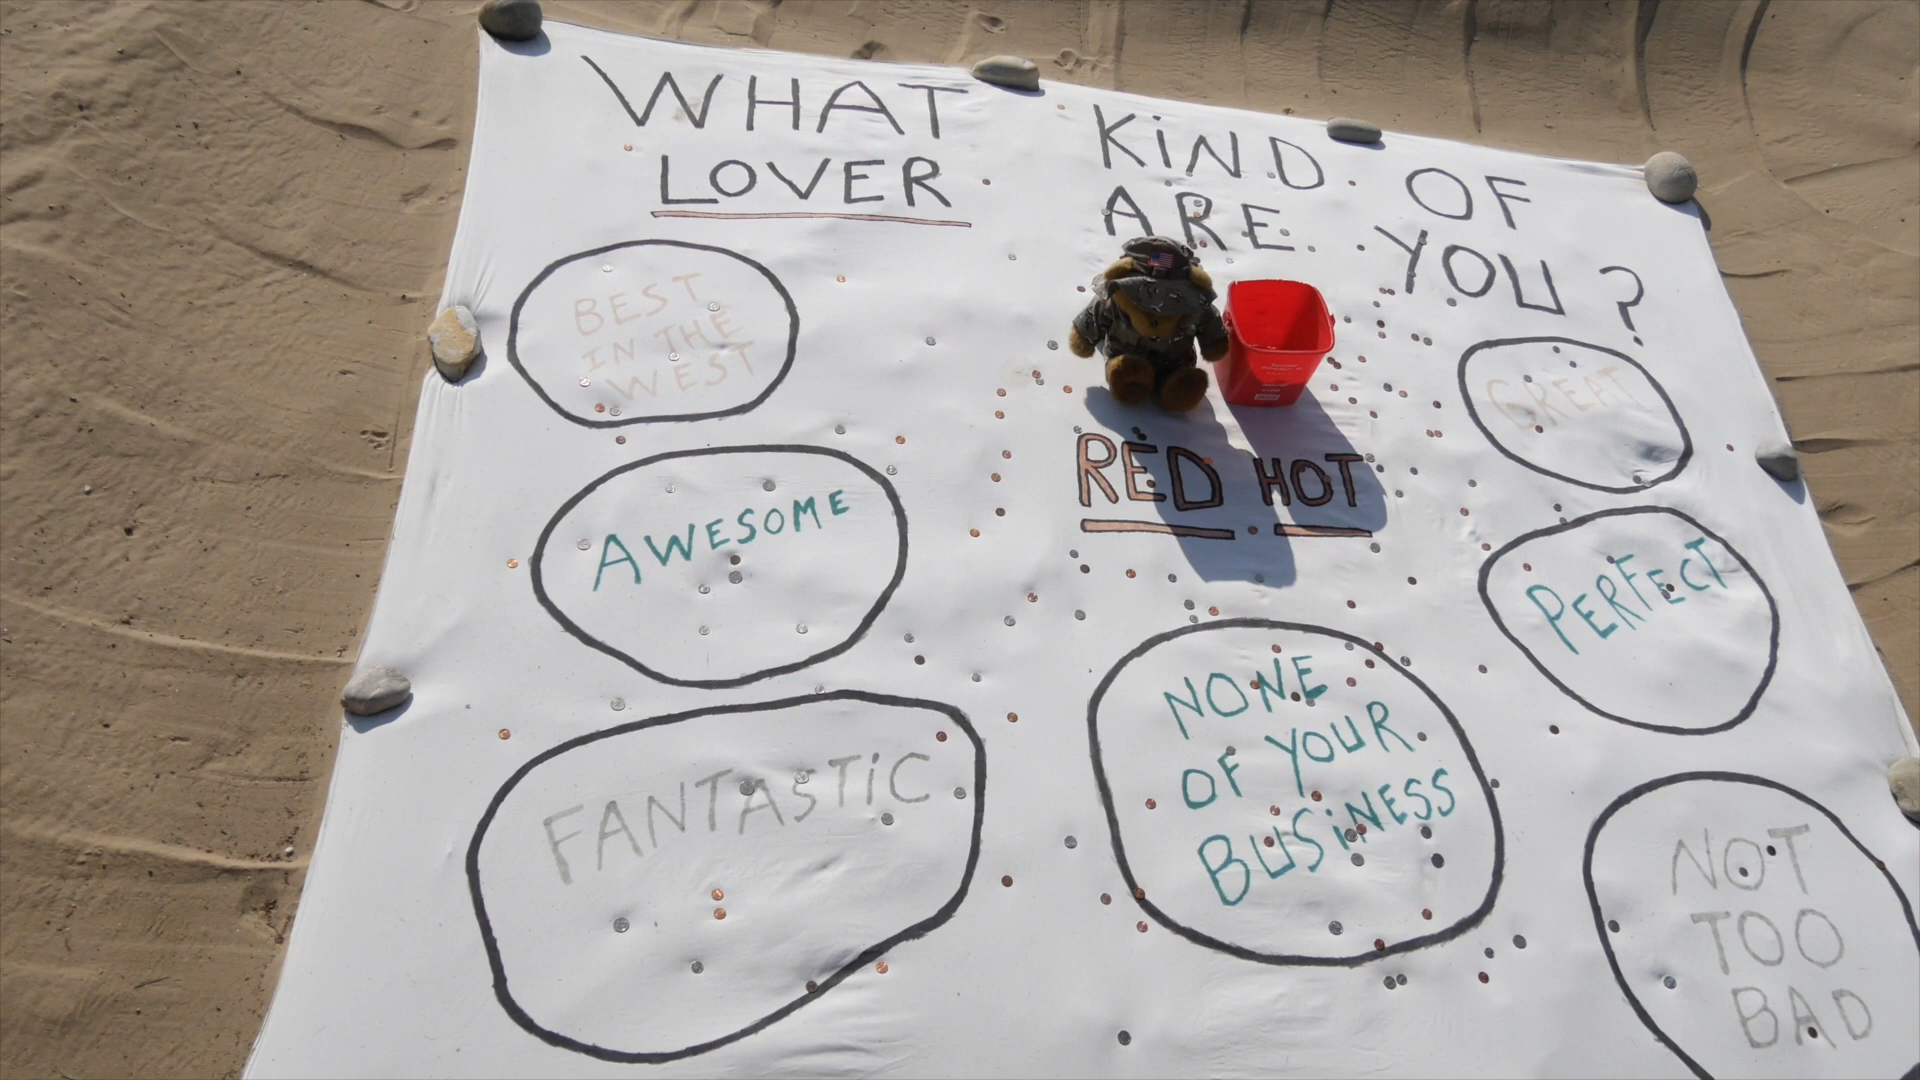 WHAT KiND OF
LOVER ARE YOU?
BEST
IN THE
WEST
GREAT
RED HOT
AWESOME
PERFECT
FANTASTiC
NONE
OF YOUR
BUSiNESS
NOT
TOO
BAD